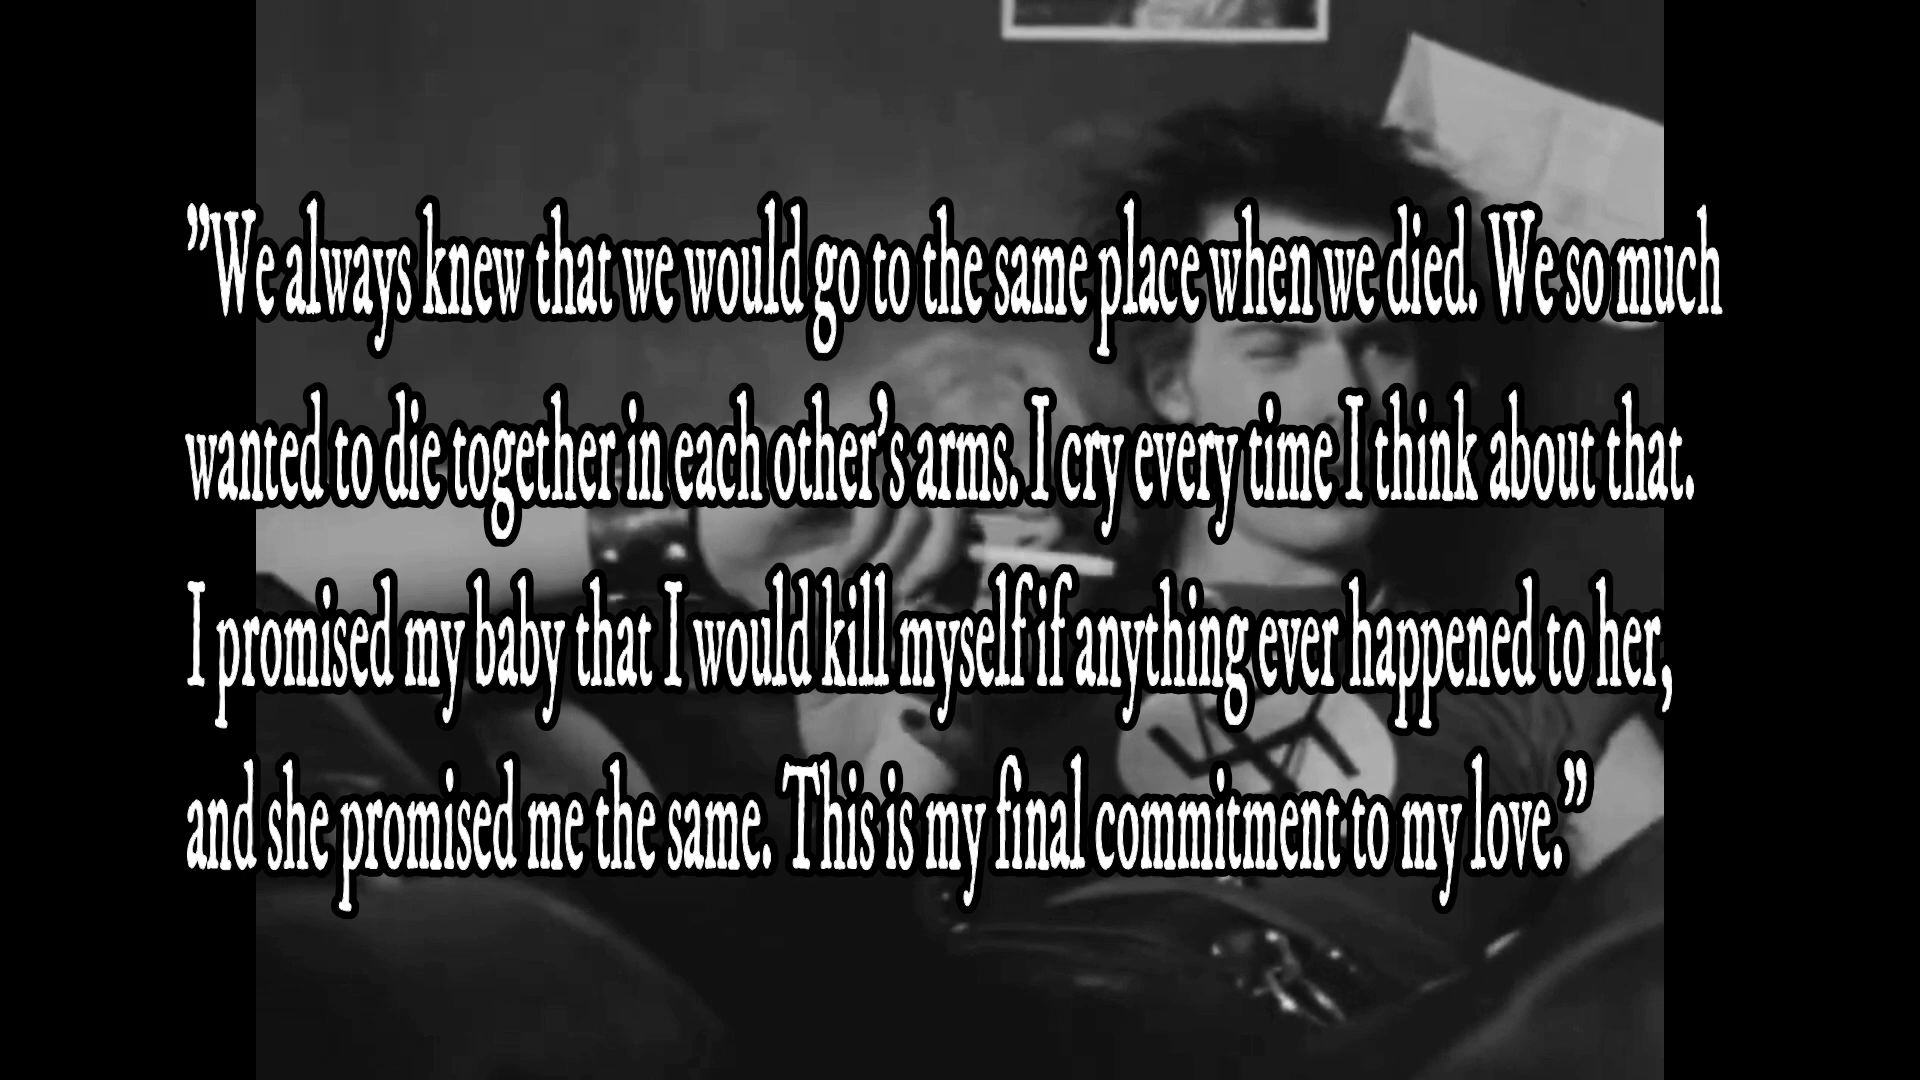 ”We always knew that we would go to the same place when we died. We so much
wanted to die together in each other’s arms. I cry every time I think about that.
I promised my baby that I would kill myself if anything ever happened to her,
and she promised me the same. This is my final commitment to my love.”